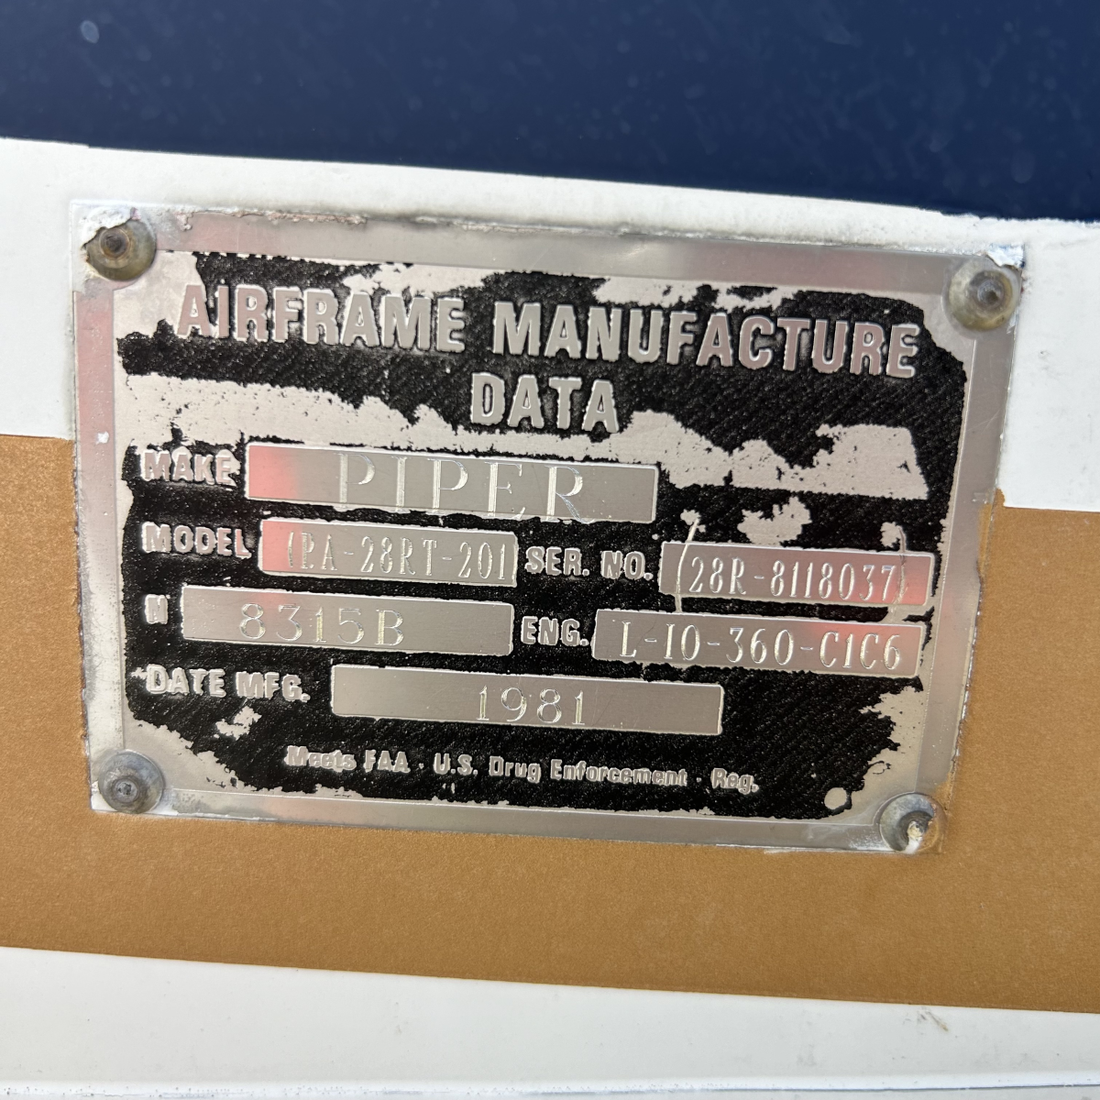 AIRFRAME MANUFACTURE
DATA
MAKE PIPER
MODEL (PA-28RT-201 SER. NO. (28R-8118037)
N 8315B ENG. L-IO-360-C1C6
DATE MFG. 1981
Meets FAA · U.S. Drug Enforcement · Reg.